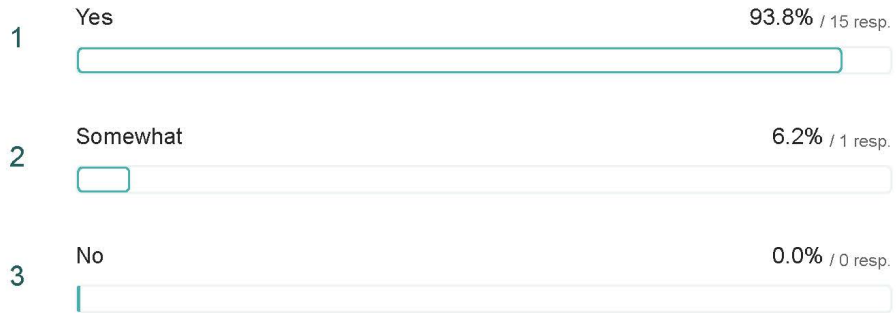 1 Yes 93.8% / 15 resp.
2 Somewhat 6.2% / 1 resp.
3 No 0.0% / 0 resp.